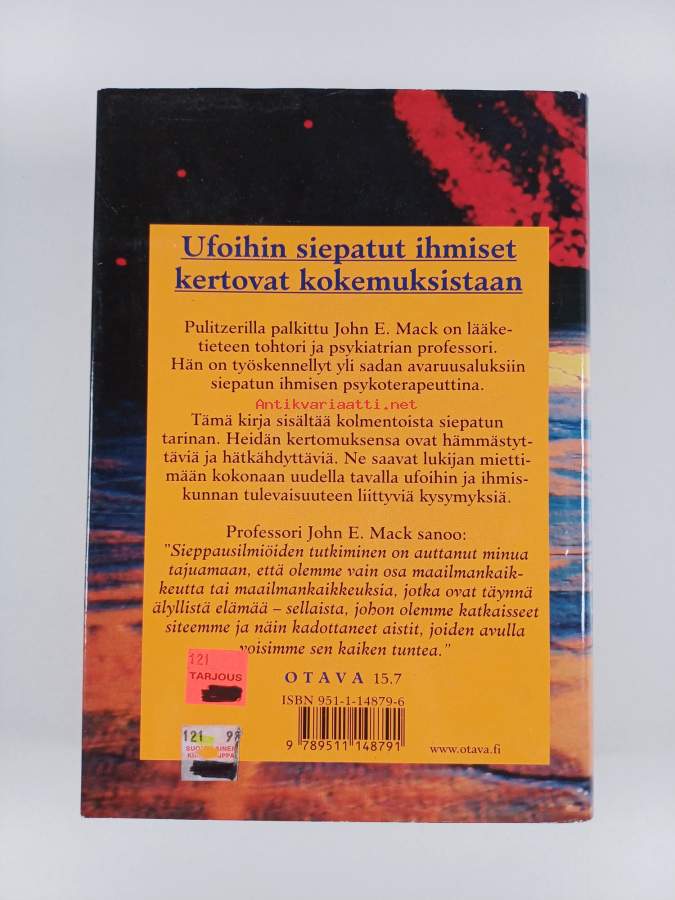 Ufoihin siepatut ihmiset
kertovat kokemuksistaan
Pulitzerilla palkittu John E. Mack on lääke-
tieteen tohtori ja psykiatrian professori.
Hän on työskennellyt yli sadan avaruusaluksiin
siepatun ihmisen psykoterapeuttina.
Antikvariaatti.net
Tämä kirja sisältää kolmentoista siepatun
tarinan. Heidän kertomuksensa ovat hämmästyt-
täviä ja hätkähdyttäviä. Ne saavat lukijan mietti-
mään kokonaan uudella tavalla ufoihin ja ihmis-
kunnan tulevaisuuteen liittyviä kysymyksiä.
Professori John E. Mack sanoo:
"Sieppausilmiöiden tutkiminen on auttanut minua
tajuamaan, että olemme vain osa maailmankaik-
keutta tai maailmankaikkeuksia, jotka ovat täynnä
älyllistä elämää – sellaista, johon olemme katkaisseet
siteemme ja näin kadottaneet aistit, joiden avulla
voisimme sen kaiken tuntea."
121
TARJOUS
OTAVA 15.7
ISBN 951-1-14879-6
9 789511 148791
www.otava.fi
121